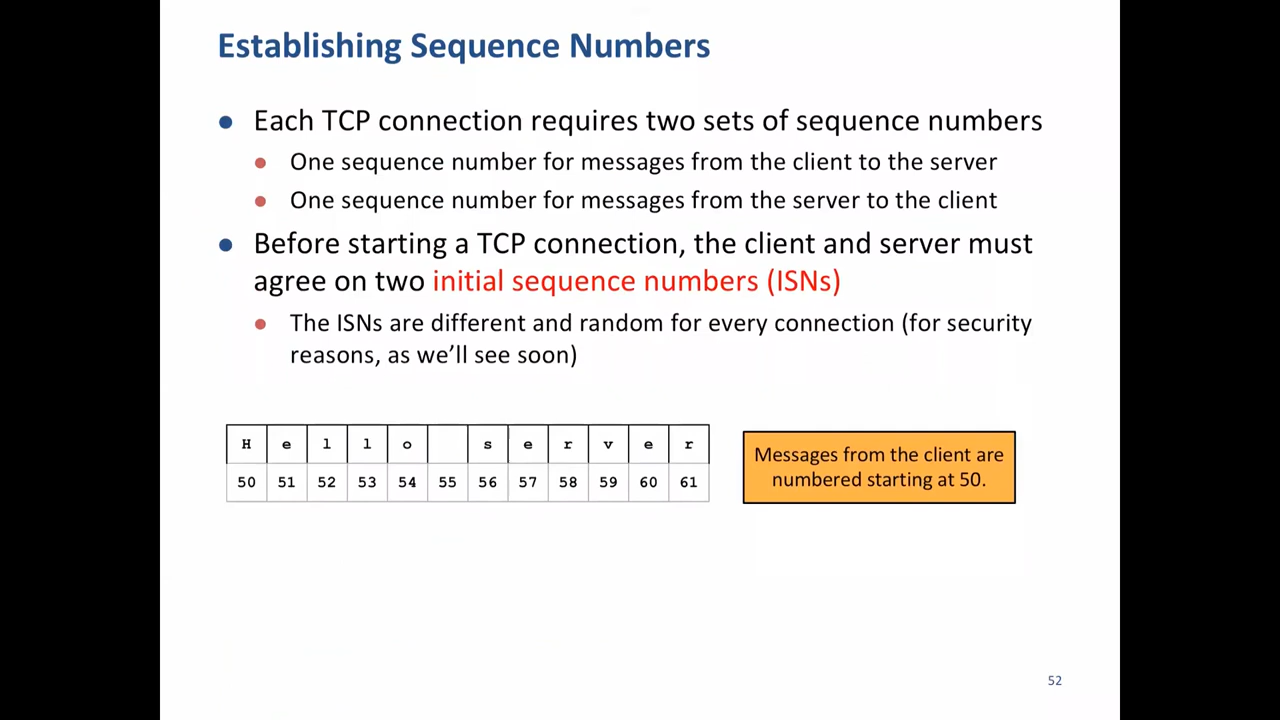 Establishing Sequence Numbers
Each TCP connection requires two sets of sequence numbers
One sequence number for messages from the client to the server
One sequence number for messages from the server to the client
Before starting a TCP connection, the client and server must
agree on two initial sequence numbers (ISNs)
The ISNs are different and random for every connection (for security
reasons, as we'll see soon)
H e l l o s e r v e r
50 51 52 53 54 55 56 57 58 59 60 61
Messages from the client are
numbered starting at 50.
52